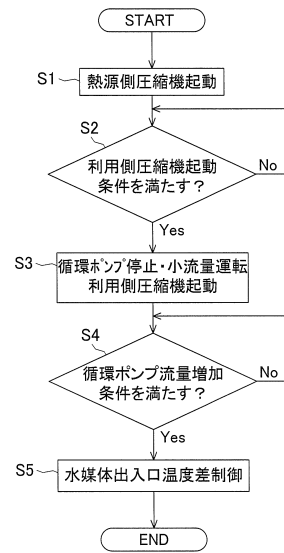 START
S1
熱源側圧縮機起動
S2
利用側圧縮機起動
条件を満たす？
No
Yes
S3
循環ﾎﾟﾝﾌﾟ停止・小流量運転
利用側圧縮機起動
S4
循環ポンプ流量増加
条件を満たす？
No
Yes
S5
水媒体出入口温度差制御
END